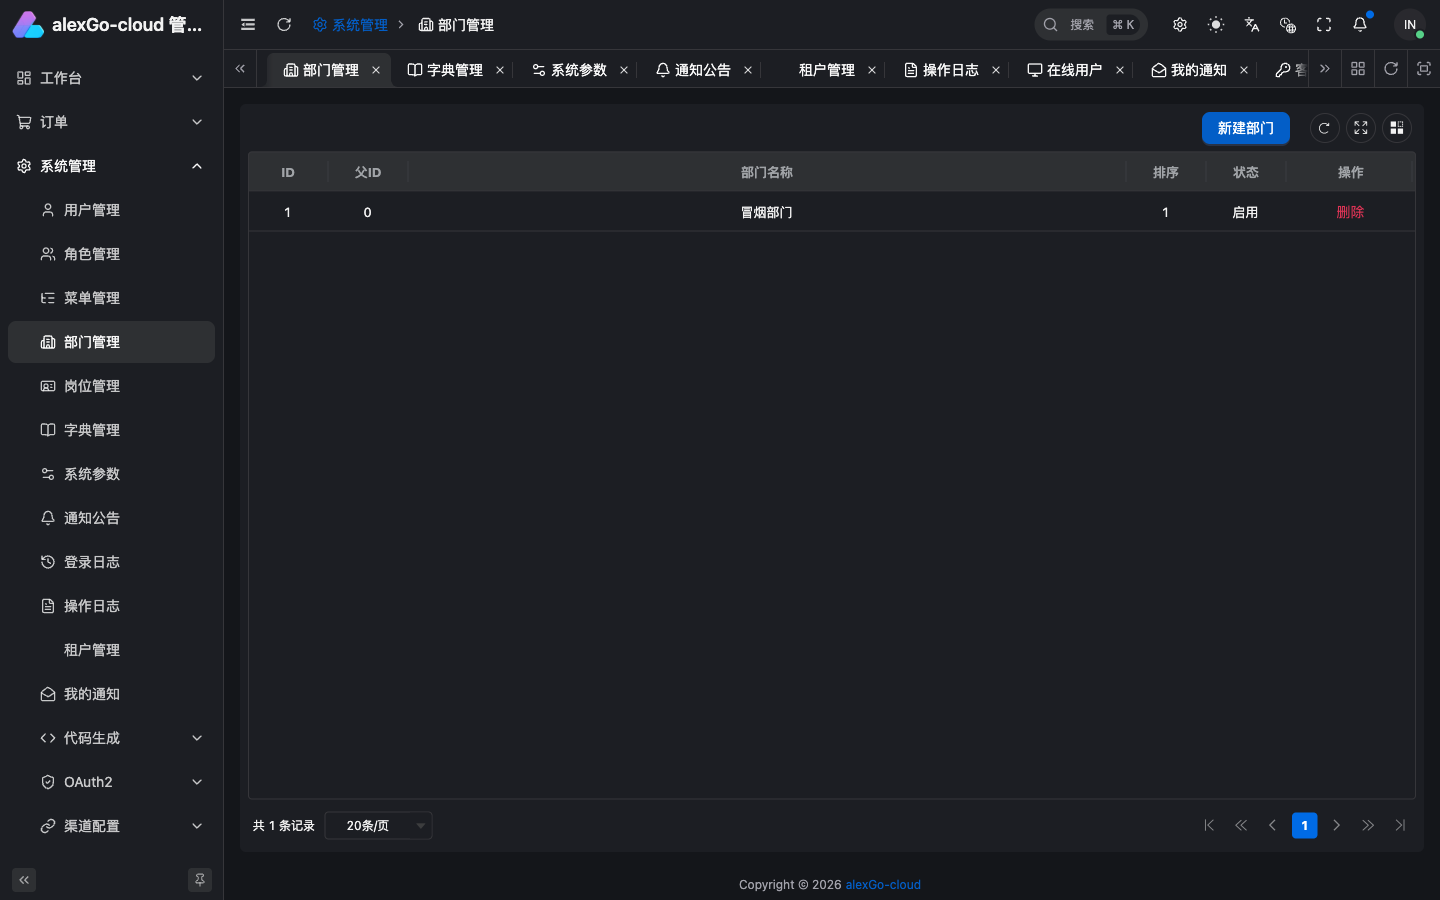 alexGo-cloud 管...
系统管理
部门管理
搜索
⌘ K
IN
工作台
订单
系统管理
用户管理
角色管理
菜单管理
部门管理
岗位管理
字典管理
系统参数
通知公告
登录日志
操作日志
租户管理
我的通知
代码生成
OAuth2
渠道配置
部门管理
字典管理
系统参数
通知公告
租户管理
操作日志
在线用户
我的通知
客
新建部门
ID 父ID 部门名称 排序 状态 操作
1 0 冒烟部门 1 启用 删除
共 1 条记录
20条/页
1
Copyright © 2026 alexGo-cloud